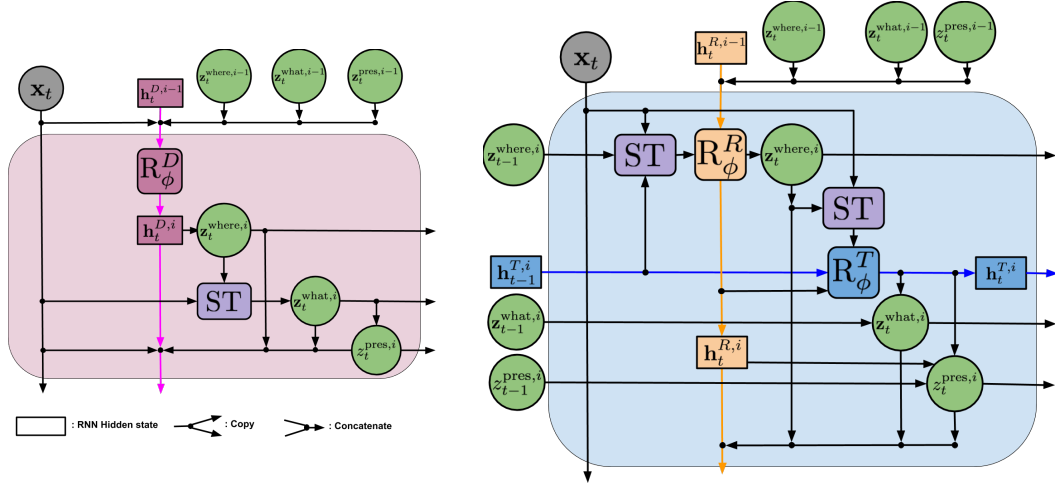 x_t
h_t^{D,i-1}
z_t^{where,i-1}
z_t^{what,i-1}
z_t^{pres,i-1}
R_ϕ^D
h_t^{D,i}
z_t^{where,i}
ST
z_t^{what,i}
z_t^{pres,i}
: RNN Hidden state
: Copy
: Concatenate
x_t
h_t^{R,i-1}
z_t^{where,i-1}
z_t^{what,i-1}
z_t^{pres,i-1}
z_{t-1}^{where,i}
ST
R_ϕ^R
z_t^{where,i}
ST
h_{t-1}^{T,i}
R_ϕ^T
h_t^{T,i}
z_{t-1}^{what,i}
z_t^{what,i}
h_t^{R,i}
z_{t-1}^{pres,i}
z_t^{pres,i}